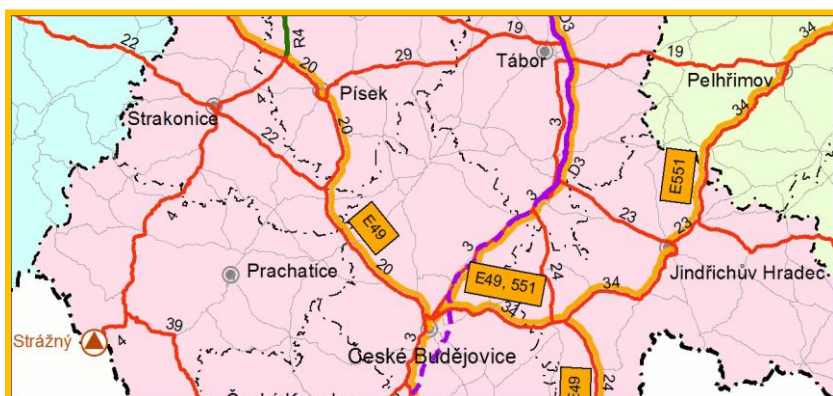 22
R4
20
29
19
D3
34
Tábor
19
Pelhřimov
Strakonice
4
Písek
20
34
22
3
D3
E551
4
E49
3
23
23
Prachatice
20
3
24
E49, 551
34
Jindřichův Hradec
34
Strážný
4
39
3
České Budějovice
E49
24